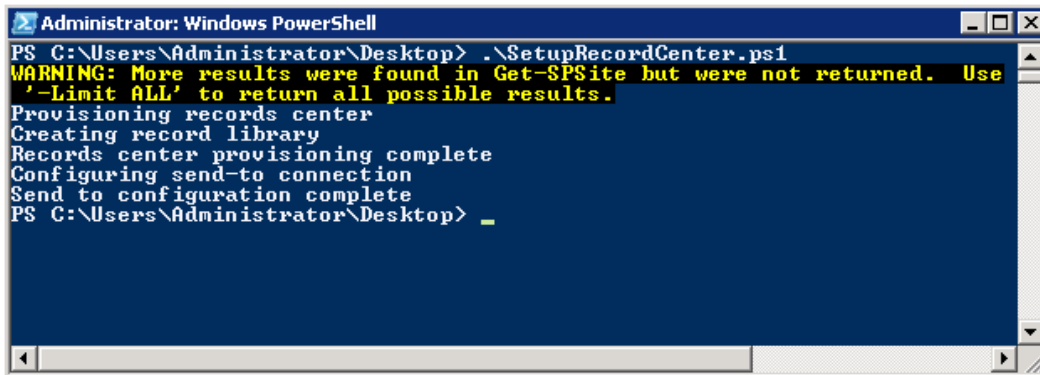 Administrator: Windows PowerShell
PS C:\Users\Administrator\Desktop> .\SetupRecordCenter.ps1
WARNING: More results were found in Get-SPSite but were not returned.  Use
 '-Limit ALL' to return all possible results.
Provisioning records center
Creating record library
Records center provisioning complete
Configuring send-to connection
Send to configuration complete
PS C:\Users\Administrator\Desktop> _